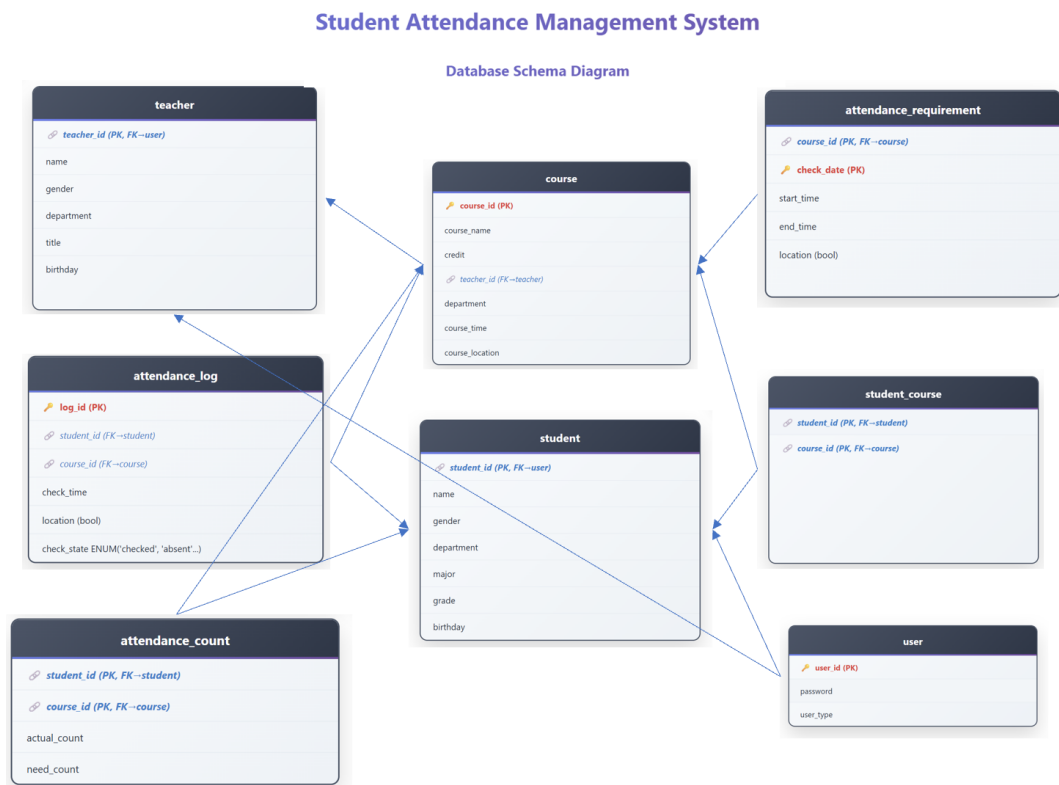 Student Attendance Management System
Database Schema Diagram
teacher
teacher_id (PK, FK→user)
name
gender
department
title
birthday
course
course_id (PK)
course_name
credit
teacher_id (FK→teacher)
department
course_time
course_location
attendance_requirement
course_id (PK, FK→course)
check_date (PK)
start_time
end_time
location (bool)
attendance_log
log_id (PK)
student_id (FK→student)
course_id (FK→course)
check_time
location (bool)
check_state ENUM('checked', 'absent'...)
student
student_id (PK, FK→user)
name
gender
department
major
grade
birthday
student_course
student_id (PK, FK→student)
course_id (PK, FK→course)
attendance_count
student_id (PK, FK→student)
course_id (PK, FK→course)
actual_count
need_count
user
user_id (PK)
password
user_type